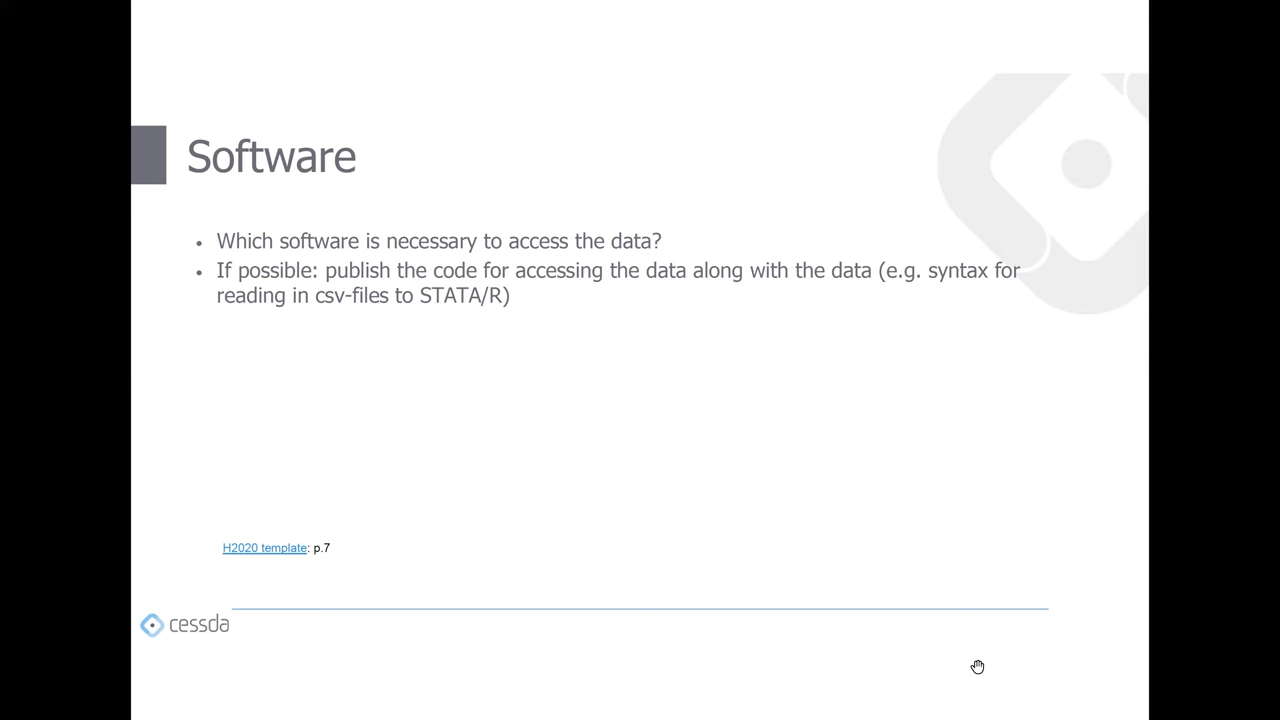 Software
• Which software is necessary to access the data?
• If possible: publish the code for accessing the data along with the data (e.g. syntax for
reading in csv-files to STATA/R)
H2020 template: p.7
cessda